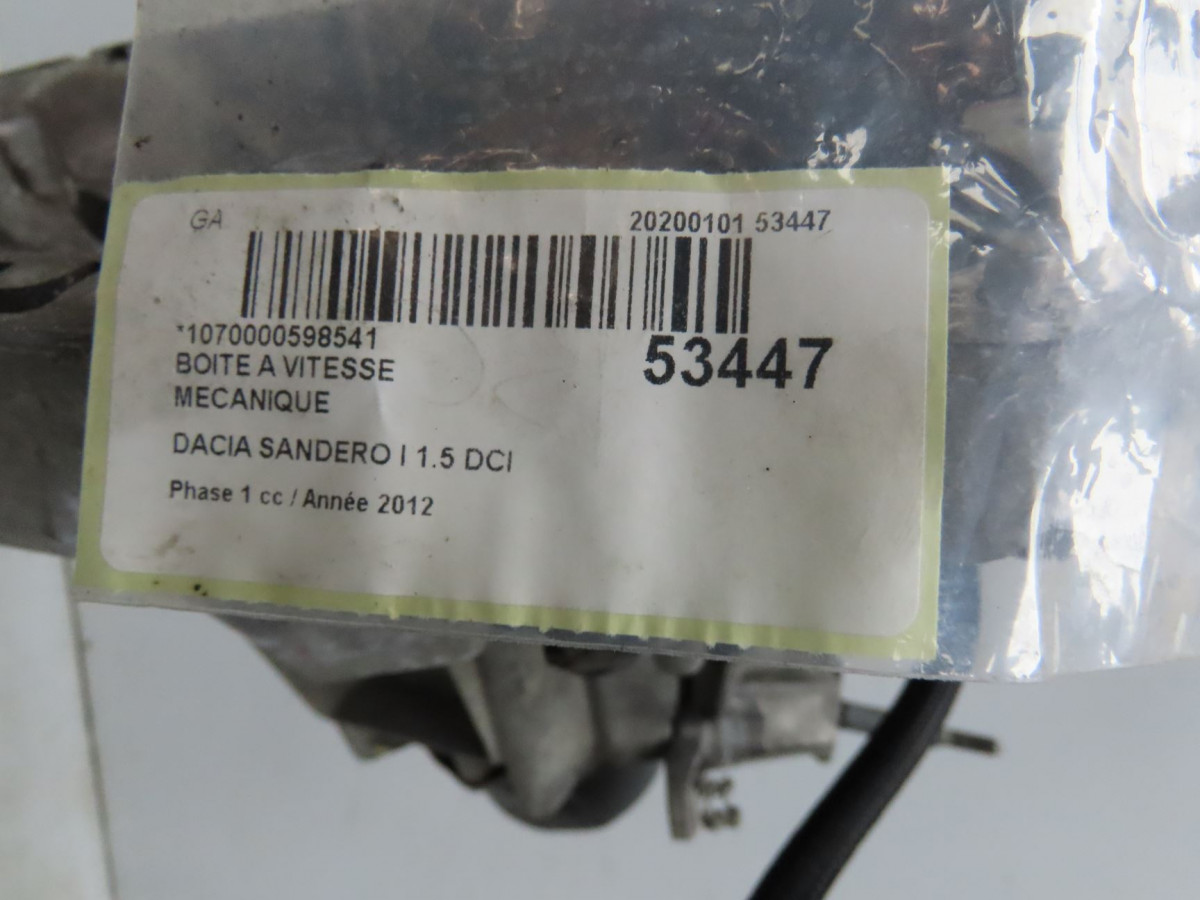 GA 20200101 53447
*1070000598541
53447
BOITE A VITESSE
MECANIQUE
DACIA SANDERO I 1.5 DCI
Phase 1 cc / Année 2012